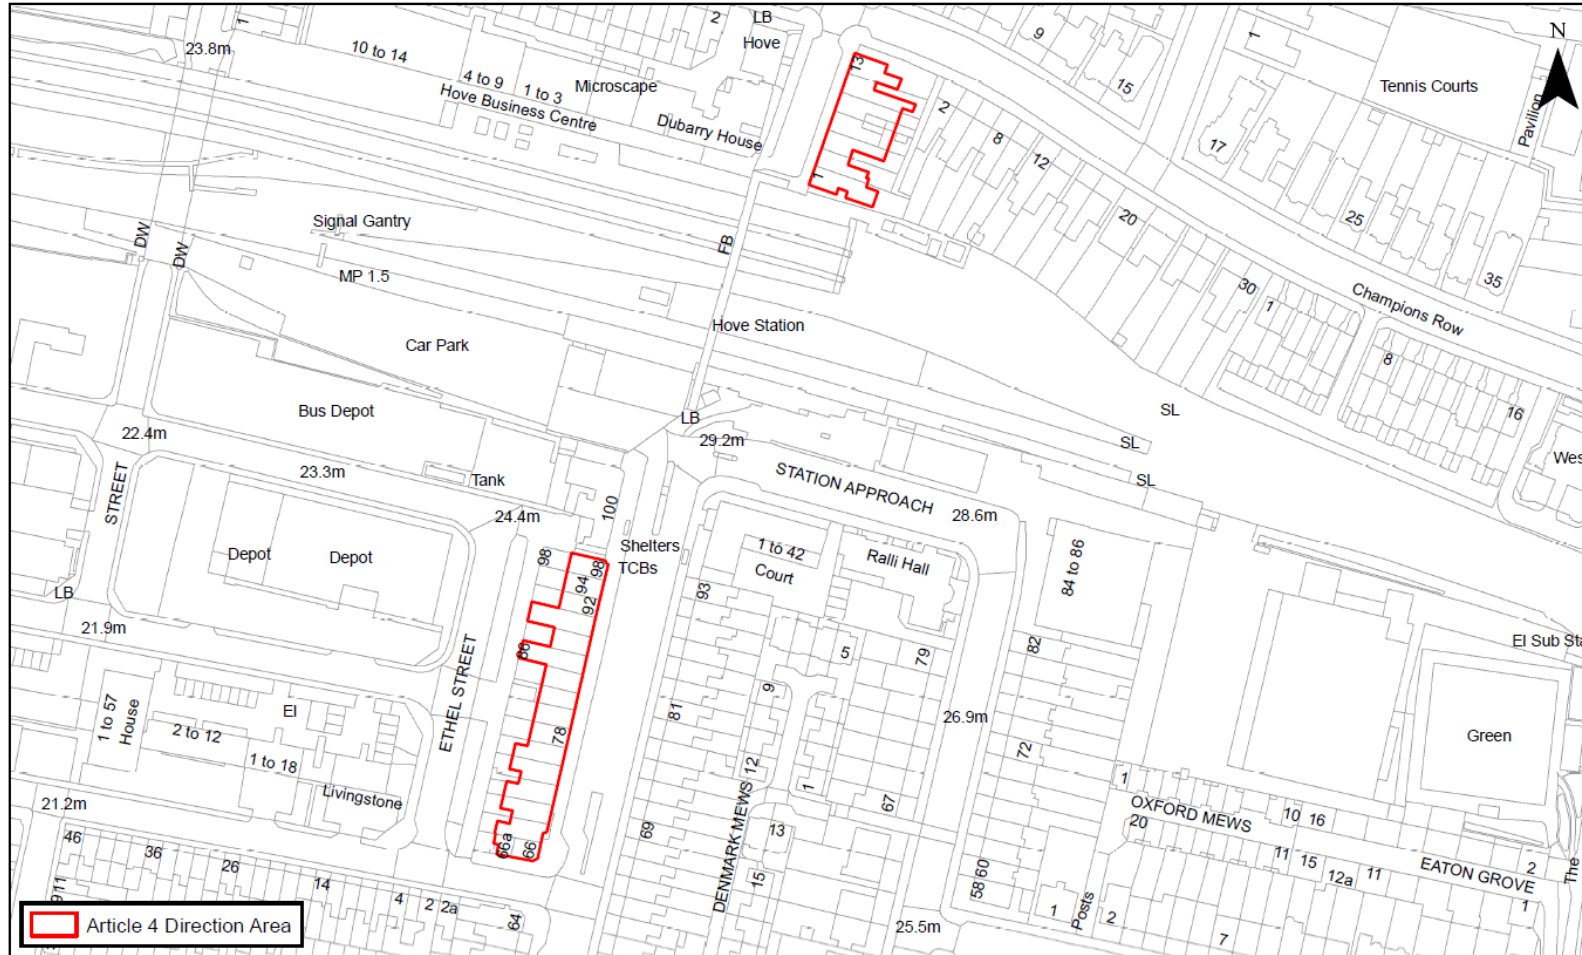 1
2
LB
Hove
23.8m
10 to 14
4 to 9
1 to 3
Hove Business Centre
Microscape
Dubarry House
13
1
9
15
2
8
12
20
30
1
17
25
35
1
Tennis Courts
Pavilion
N
Champions Row
8
16
DW
DW
Signal Gantry
MP 1.5
FB
Hove Station
Car Park
Bus Depot
LB
29.2m
SL
SL
SL
22.4m
STREET
23.3m
Tank
24.4m
100
STATION APPROACH
28.6m
Depot
Depot
98
94
98
92
Shelters
TCBs
1 to 42
Court
Ralli Hall
84 to 86
El Sub Sta
LB
21.9m
ETHEL STREET
86
78
93
81
69
5
79
82
9
26.9m
72
Green
1 to 57
House
2 to 12
El
1 to 18
Livingstone
21.2m
46
36
26
14
4
2
2a
64
66a
66
11
9
DENMARK MEWS
12
1
13
15
67
58
60
1
OXFORD MEWS
20
10
16
11
15
12a
11
EATON GROVE
2
1
The
25.5m
1
Posts
2
7
Article 4 Direction Area